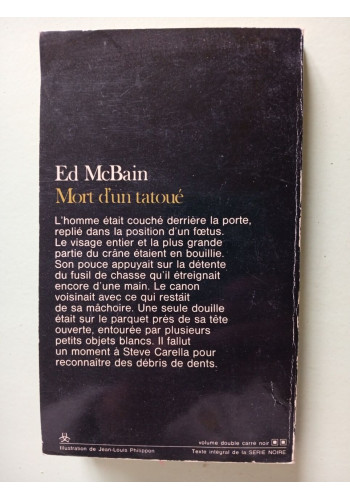 Ed McBain
Mort d'un tatoué
L'homme était couché derrière la porte,
replié dans la position d'un fœtus.
Le visage entier et la plus grande
partie du crâne étaient en bouillie.
Son pouce appuyait sur la détente
du fusil de chasse qu'il étreignait
encore d'une main. Le canon
voisinait avec ce qui restait
de sa mâchoire. Une seule douille
était sur le parquet près de sa tête
ouverte, entourée par plusieurs
petits objets blancs. Il fallut
un moment à Steve Carella pour
reconnaître des débris de dents.
volume double carré noir
Illustration de Jean-Louis Philippon
Texte intégral de la SERIE NOIRE